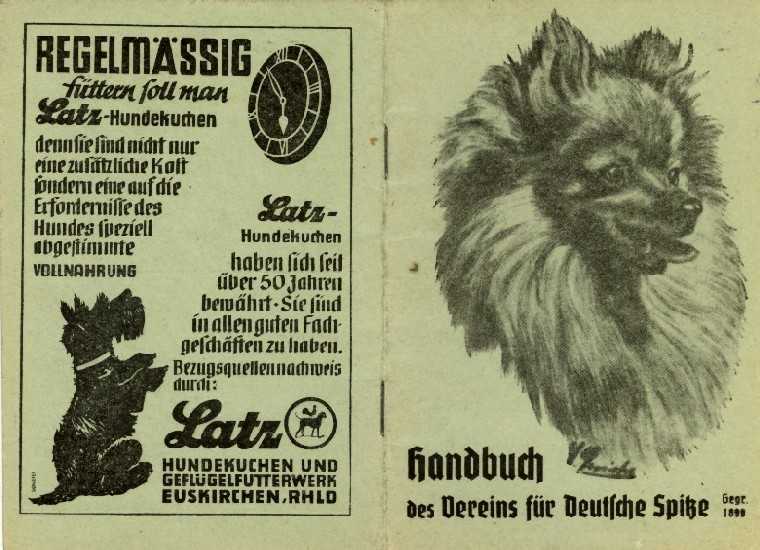 REGELMÄSSIG
füttern soll man
Latz-Hundekuchen
denn sie sind nicht nur
eine zusätzliche Kost
sondern eine auf die
Erfordernisse des
Hundes speziell
abgestimmte
VOLLNAHRUNG
Latz-
Hundekuchen
haben sich seit
über 50 Jahren
bewährt · Sie sind
in allen guten Fach-
geschäften zu haben.
Bezugsquellennachweis
durch:
Latz
HUNDEKUCHEN UND
GEFLÜGELFUTTERWERK
EUSKIRCHEN, RHLD
Handbuch
des Vereins für Deutsche Spitze Gegr.
1899